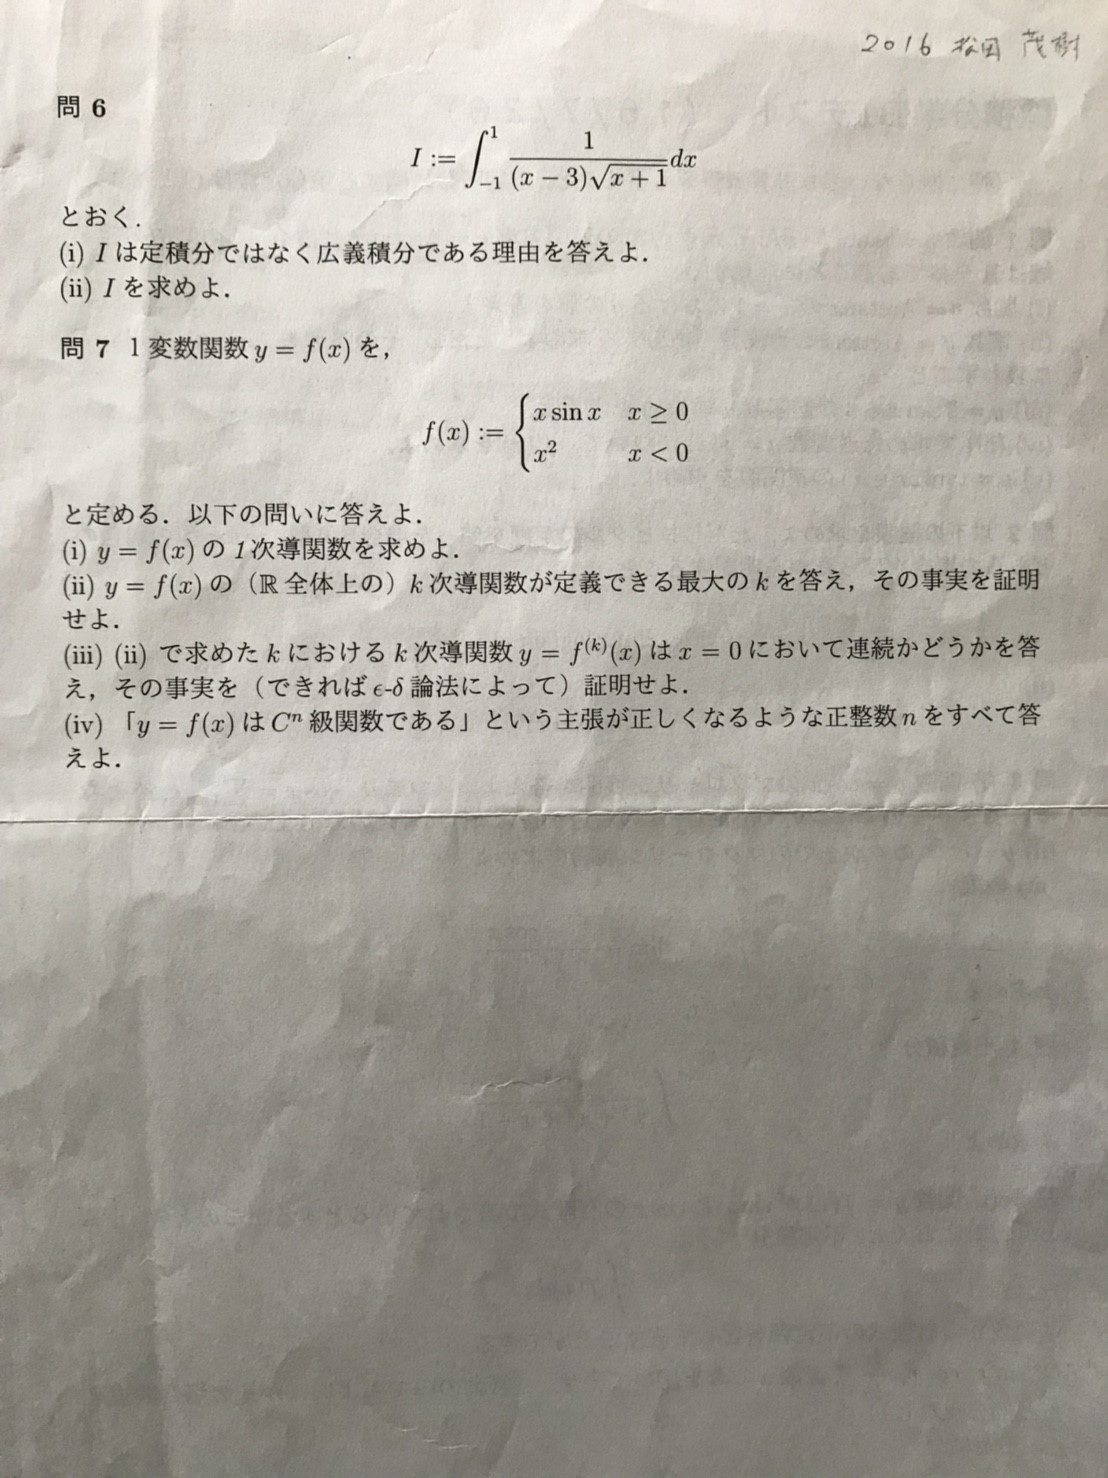 2016 松田 茂樹
問 6
I := ∫_{-1}^{1} \frac{1}{(x − 3)\sqrt{x + 1}} dx
とおく．
(i) I は定積分ではなく広義積分である理由を答えよ．
(ii) I を求めよ．
問 7 1 変数関数 y = f(x) を，
f(x) := { x sin x x ≥ 0
x² x < 0
と定める．以下の問いに答えよ．
(i) y = f(x) の 1 次導関数を求めよ．
(ii) y = f(x) の（ℝ 全体上の）k 次導関数が定義できる最大の k を答え，その事実を証明
せよ．
(iii) (ii) で求めた k における k 次導関数 y = f⁽ᵏ⁾(x) は x = 0 において連続かどうかを答
え，その事実を（できれば ϵ-δ 論法によって）証明せよ．
(iv) 「y = f(x) は Cⁿ 級関数である」という主張が正しくなるような正整数 n をすべて答
えよ．